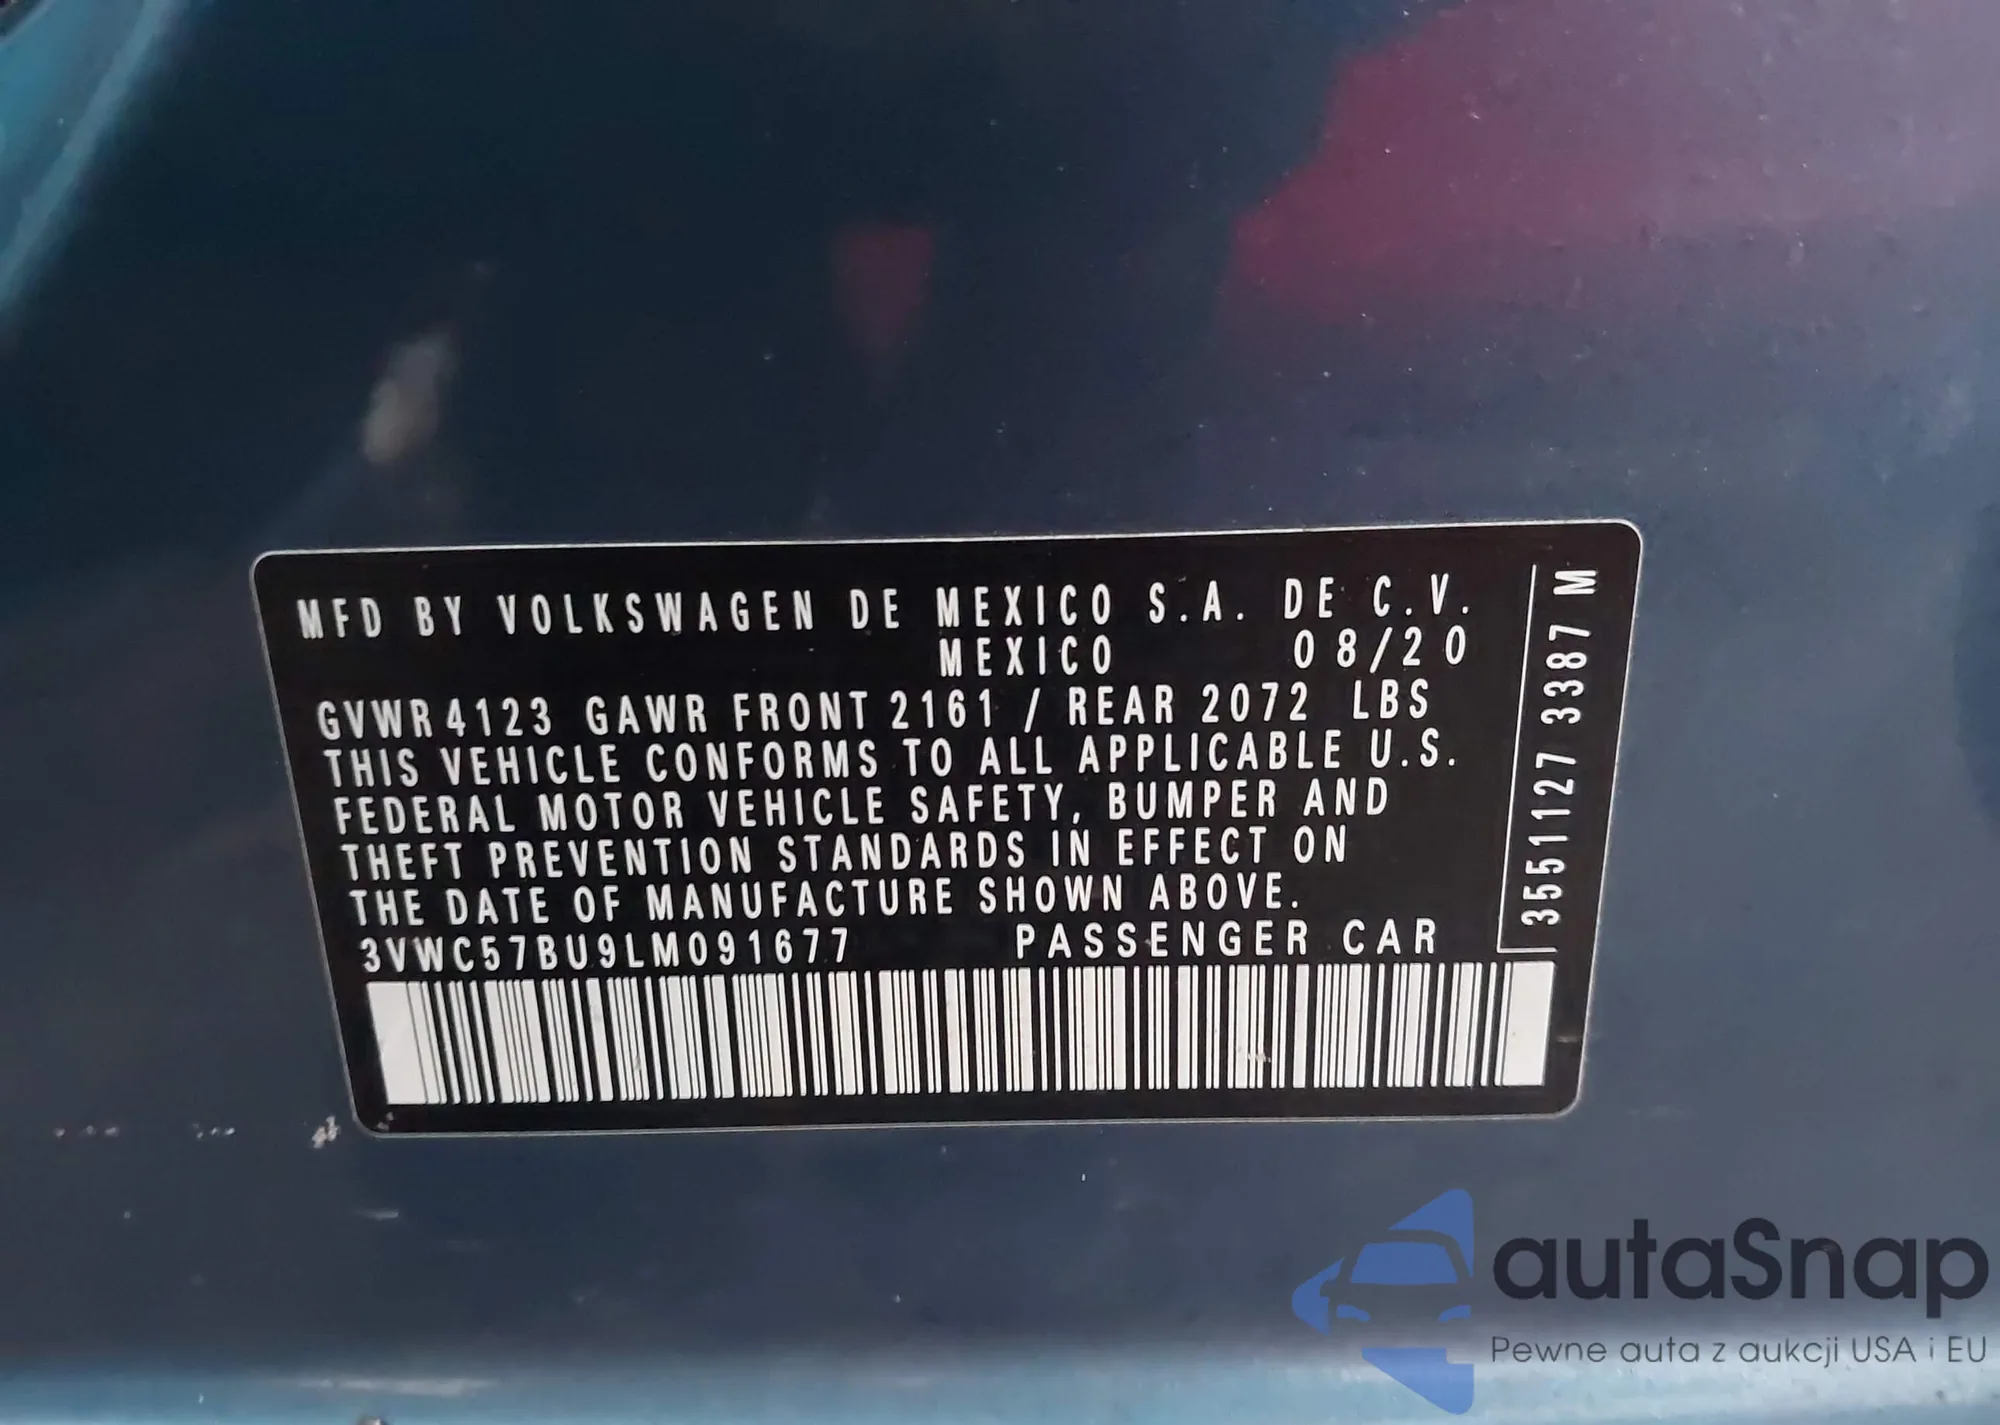 MFD BY VOLKSWAGEN DE MEXICO S.A. DE C.V.
MEXICO 08/20
GVWR 4123 GAWR FRONT 2161 / REAR 2072 LBS
THIS VEHICLE CONFORMS TO ALL APPLICABLE U.S.
FEDERAL MOTOR VEHICLE SAFETY, BUMPER AND
THEFT PREVENTION STANDARDS IN EFFECT ON
THE DATE OF MANUFACTURE SHOWN ABOVE.
3VWC57BU9LM091677 PASSENGER CAR
3551127 3387 M
autaSnap
Pewne auta z aukcji USA i EU